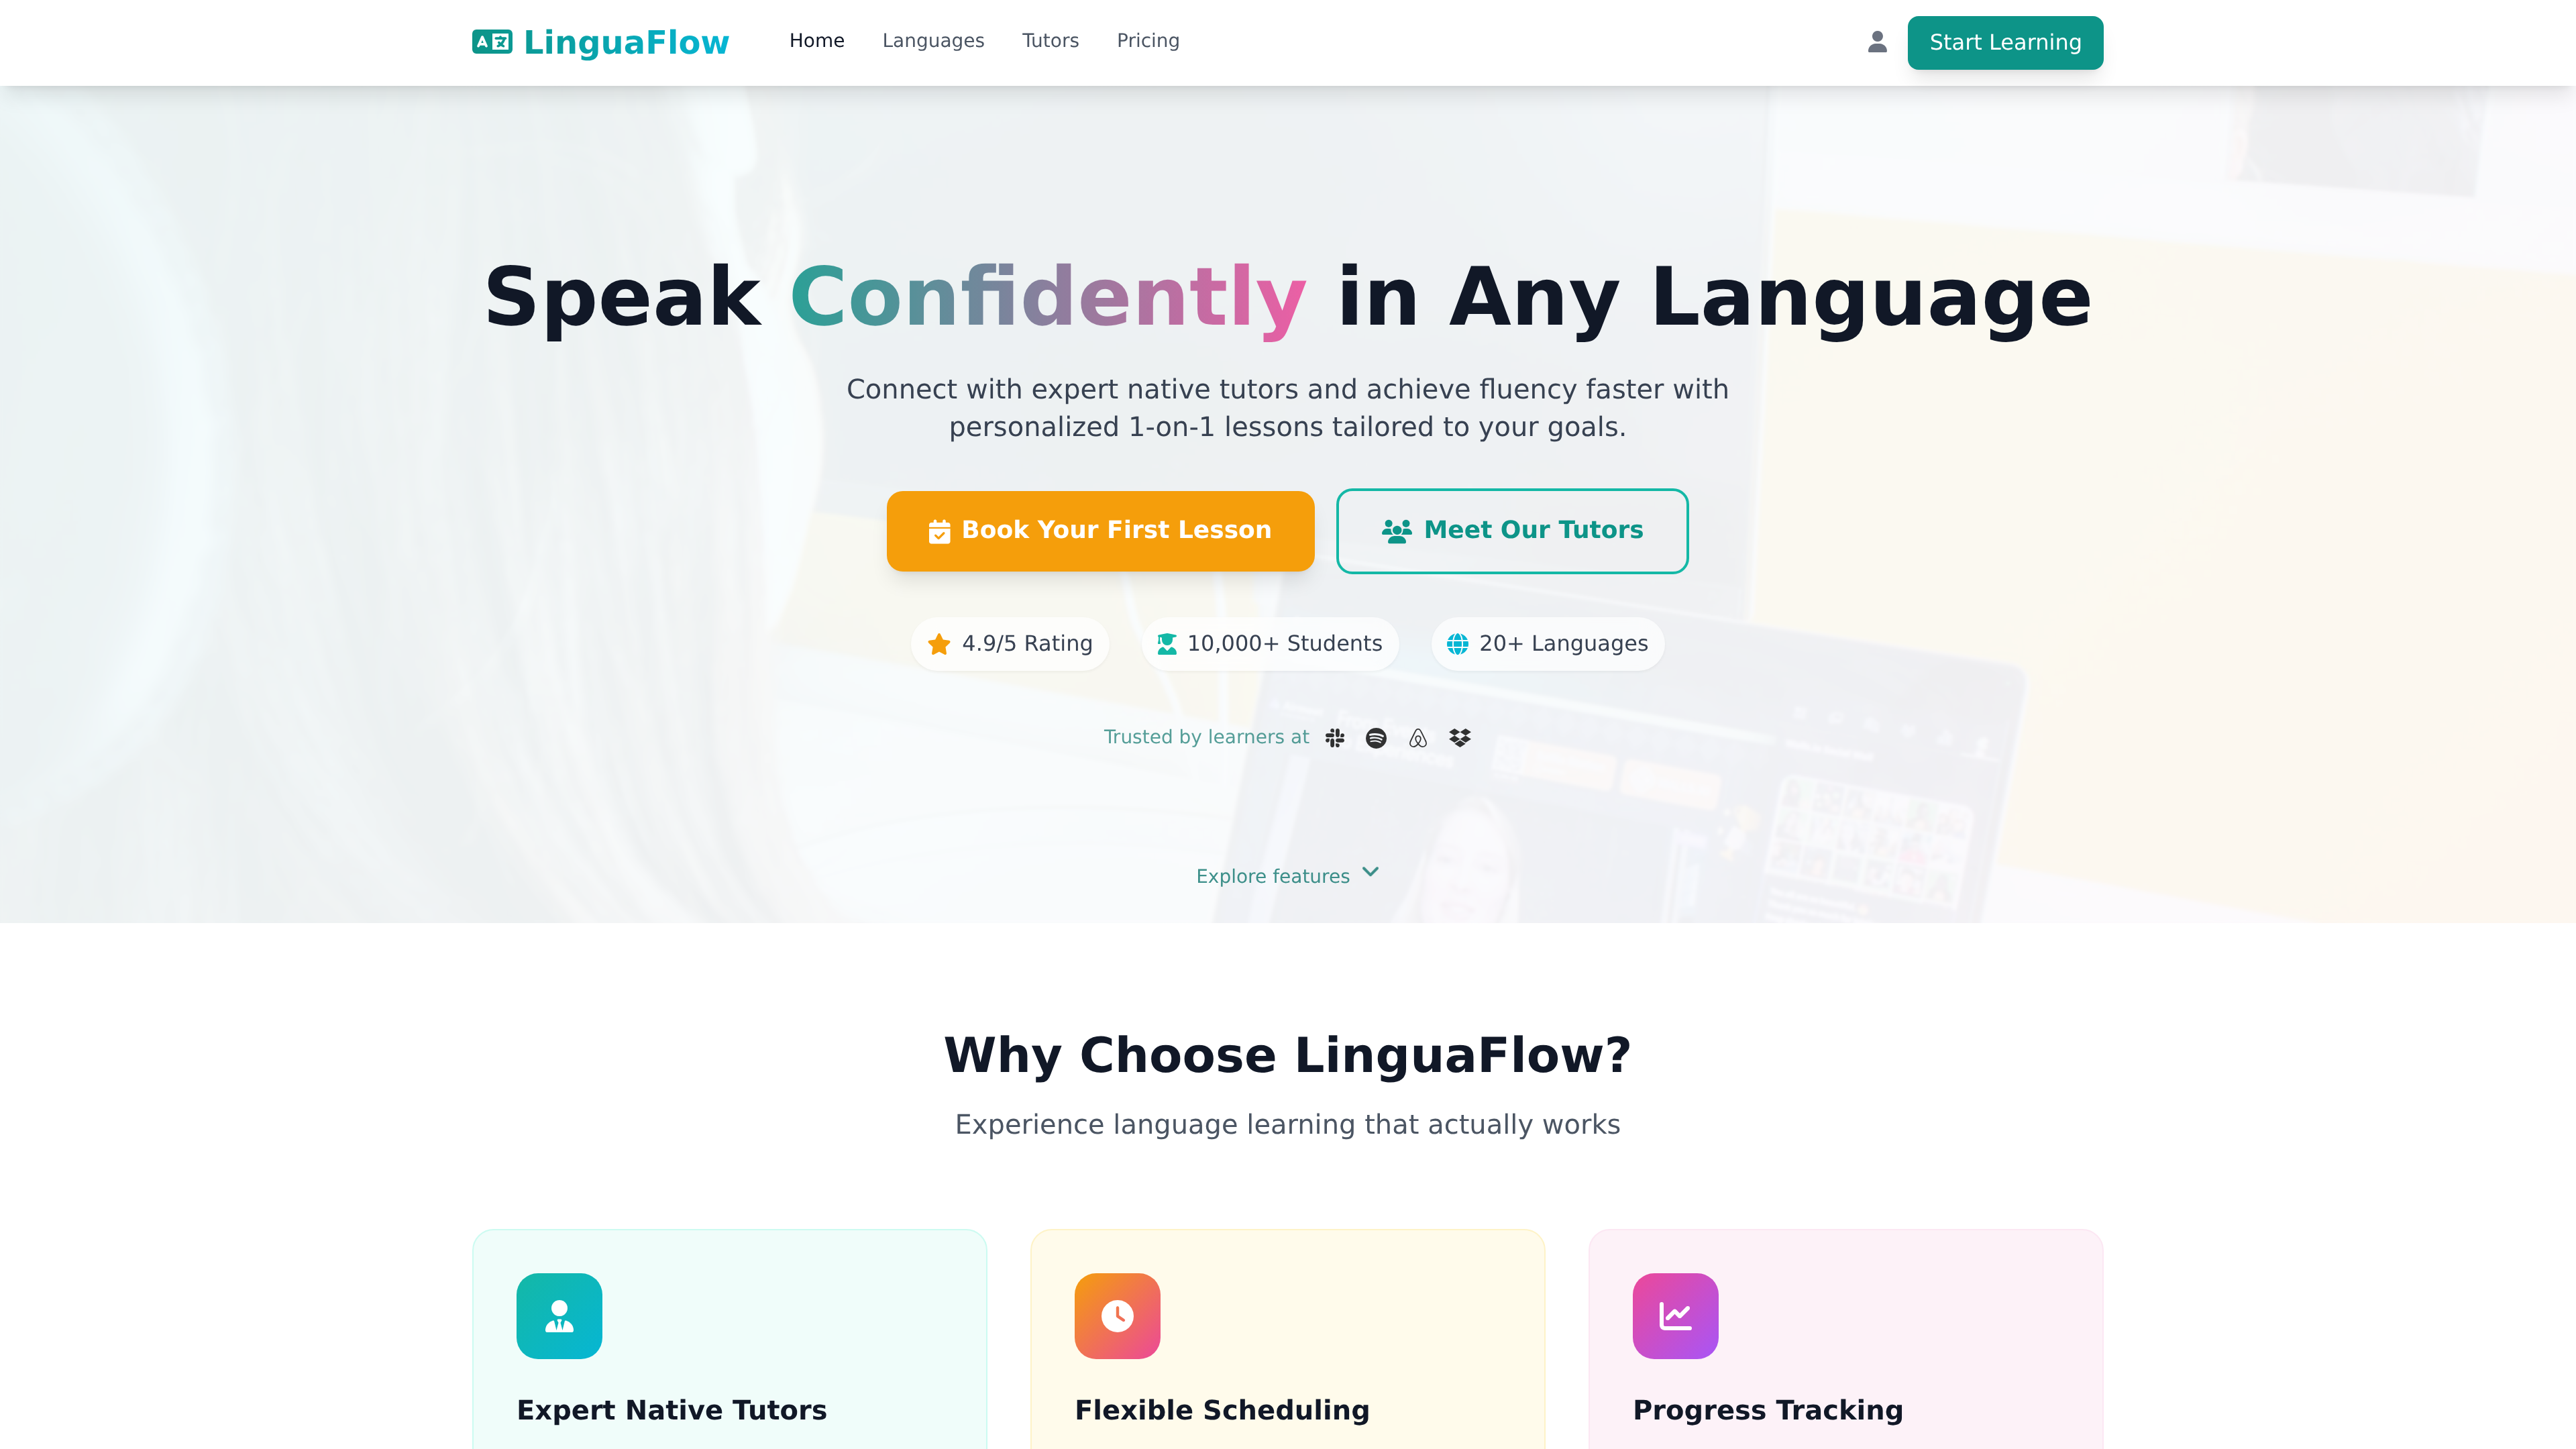 LinguaFlow
Home
Languages
Tutors
Pricing
Start Learning
Speak Confidently in Any Language
Connect with expert native tutors and achieve fluency faster with
personalized 1-on-1 lessons tailored to your goals.
Book Your First Lesson
Meet Our Tutors
4.9/5 Rating
10,000+ Students
20+ Languages
Trusted by learners at
Explore features
Why Choose LinguaFlow?
Experience language learning that actually works
Expert Native Tutors
Flexible Scheduling
Progress Tracking